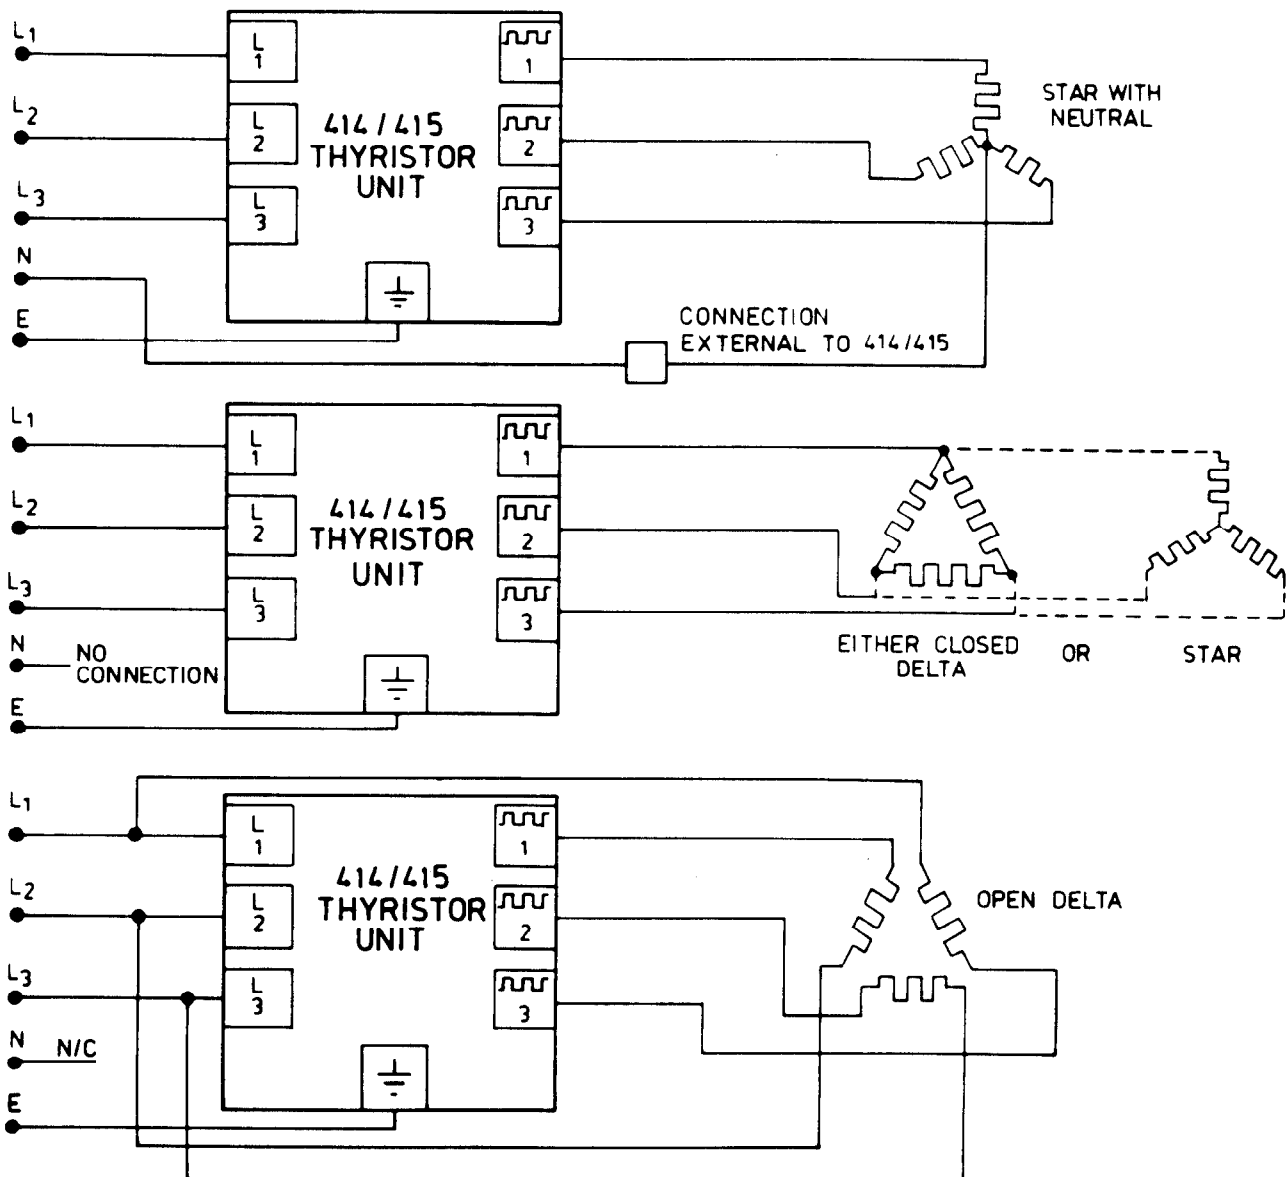 L1
L
1
1
L2
L
2
2
L3
L
3
3
414/415
THYRISTOR
UNIT
N
E
STAR WITH
NEUTRAL
CONNECTION
EXTERNAL TO 414/415
L1
L
1
1
L2
L
2
2
L3
L
3
3
414/415
THYRISTOR
UNIT
N
NO
CONNECTION
E
EITHER CLOSED
DELTA
OR
STAR
L1
L
1
1
L2
L
2
2
L3
L
3
3
414/415
THYRISTOR
UNIT
N
N/C
E
OPEN DELTA